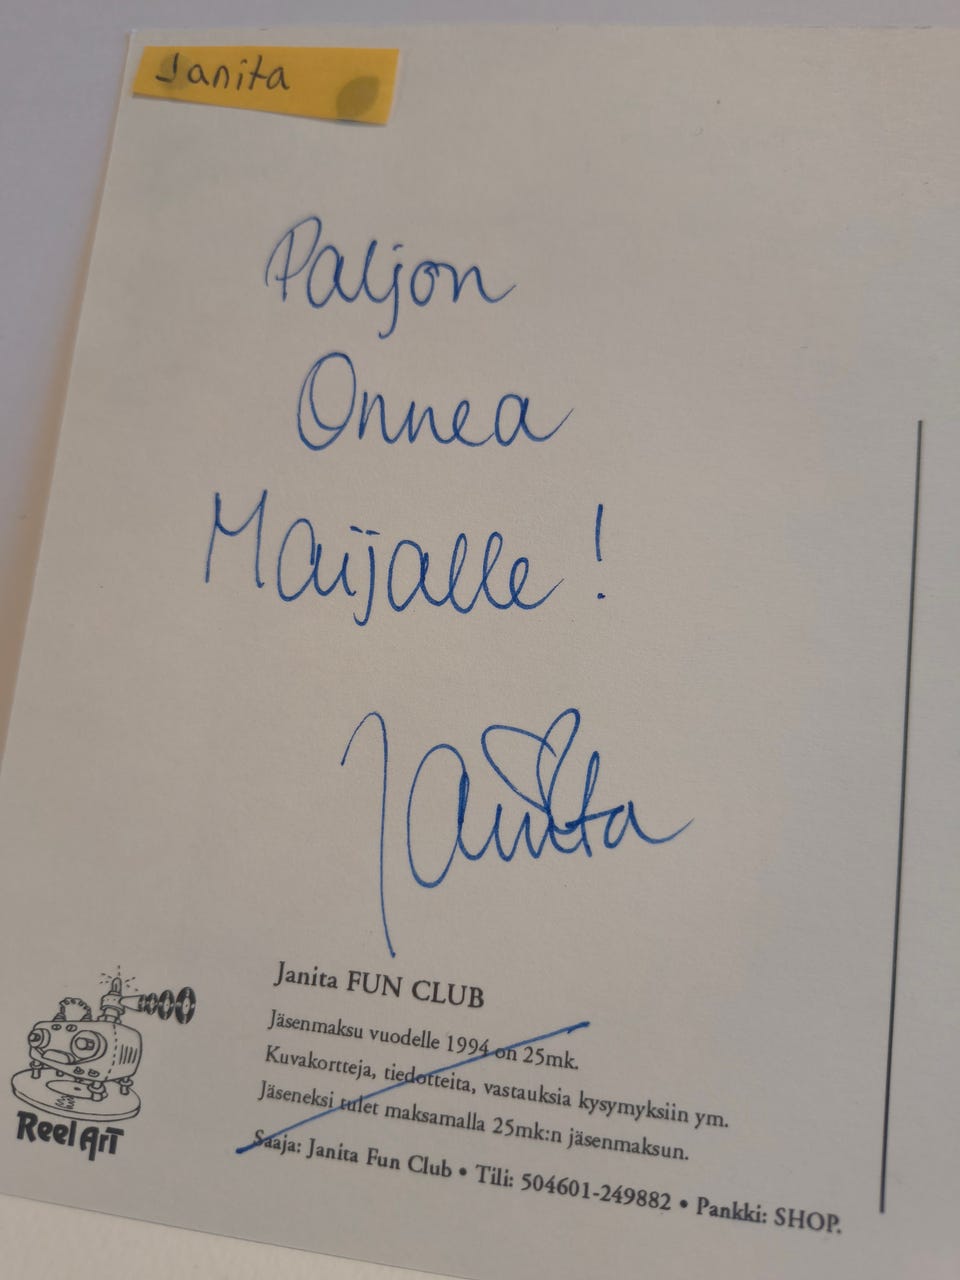 Janita
Paljon
Onnea
Maijalle!
Janita
Janita FUN CLUB
Jäsenmaksu vuodelle 1994 on 25mk.
Kuvakortteja, tiedotteita, vastauksia kysymyksiin ym.
Jäseneksi tulet maksamalla 25mk:n jäsenmaksun.
Saaja: Janita Fun Club • Tili: 504601-249882 • Pankki: SHOP.
Reel ArT